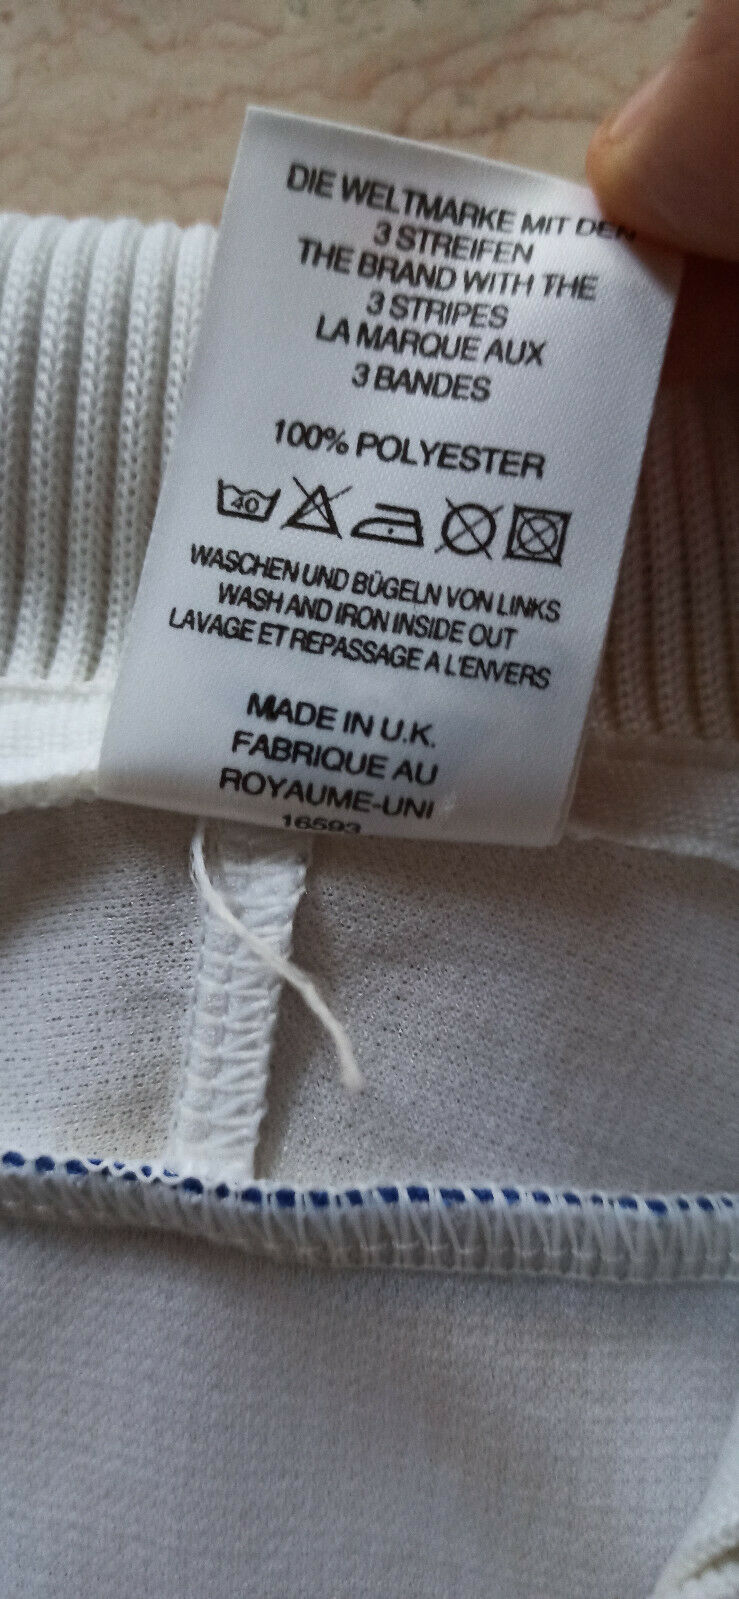 DIE WELTMARKE MIT DEN
3 STREIFEN
THE BRAND WITH THE
3 STRIPES
LA MARQUE AUX
3 BANDES
100% POLYESTER
40
WASCHEN UND BÜGELN VON LINKS
WASH AND IRON INSIDE OUT
LAVAGE ET REPASSAGE A L'ENVERS
MADE IN U.K.
FABRIQUE AU
ROYAUME-UNI
16593